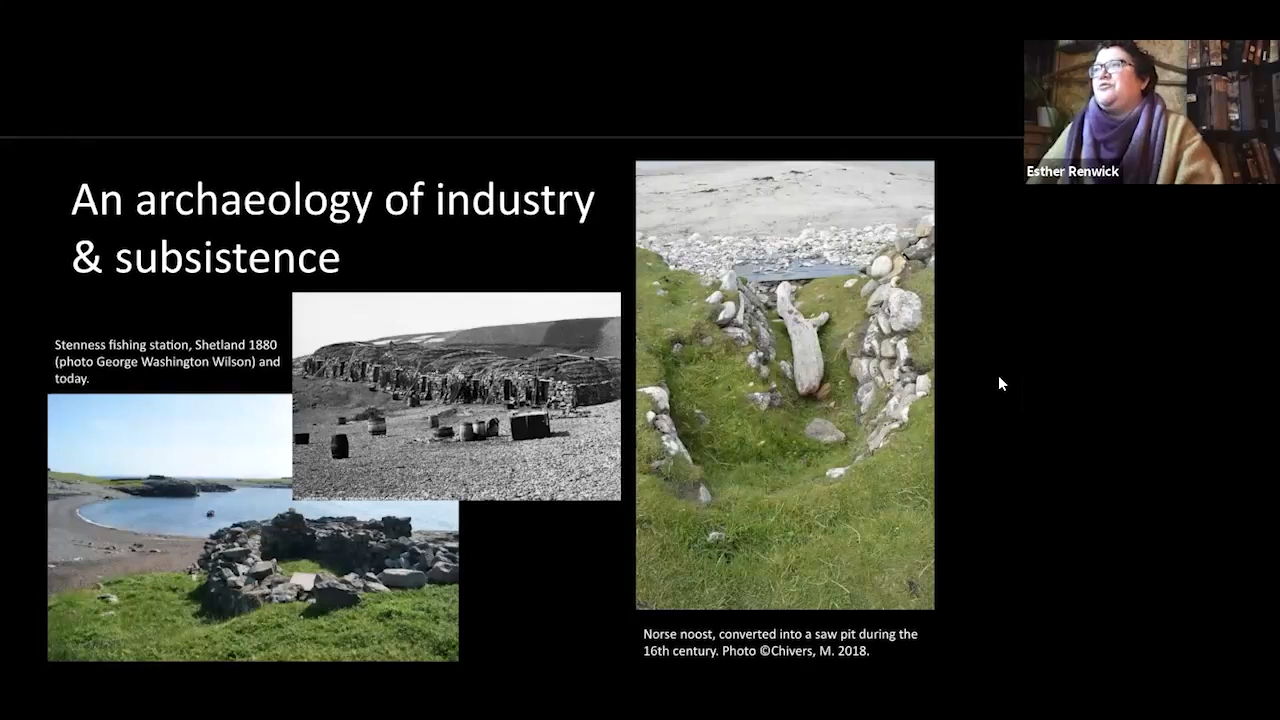 An archaeology of industry
& subsistence
Stenness fishing station, Shetland 1880
(photo George Washington Wilson) and
today.
Norse noost, converted into a saw pit during the
16th century. Photo ©Chivers, M. 2018.
Esther Renwick